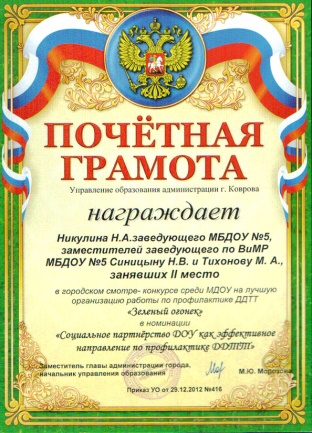 ПОЧЁТНАЯ
ГРАМОТА
Управление образования администрации г. Коврова
награждает
Никулина Н.А.заведующего МБДОУ №5,
заместителей заведующего по ВиМР
МБДОУ №5 Синицыну Н.В. и Тихонову М. А.,
занявших II место
в городском смотре- конкурсе среди МДОУ на лучшую
организацию работы по профилактике ДДТТ
«Зеленый огонек»
в номинации
«Социальное партнёрство ДОУ как эффективное
направление по профилактике ДДТТ»
Заместитель главы администрации города,
начальник управления образования М.Ю. Морозова
Приказ УО от 29.12.2012 №416